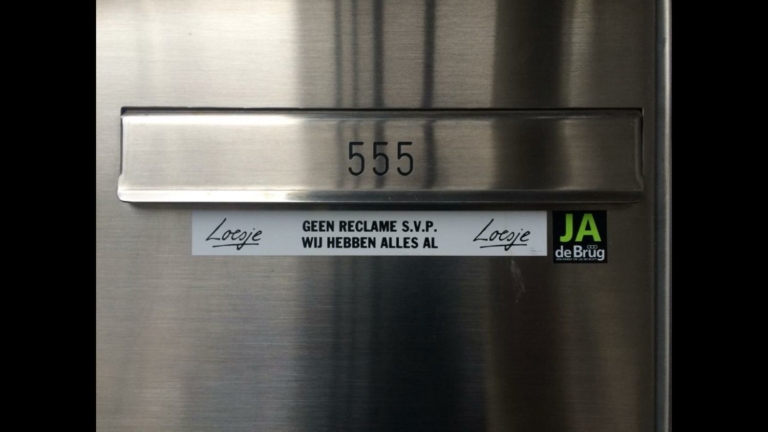 555
Loesje
GEEN RECLAME S.V.P.
WIJ HEBBEN ALLES AL
Loesje
JA
de Brug